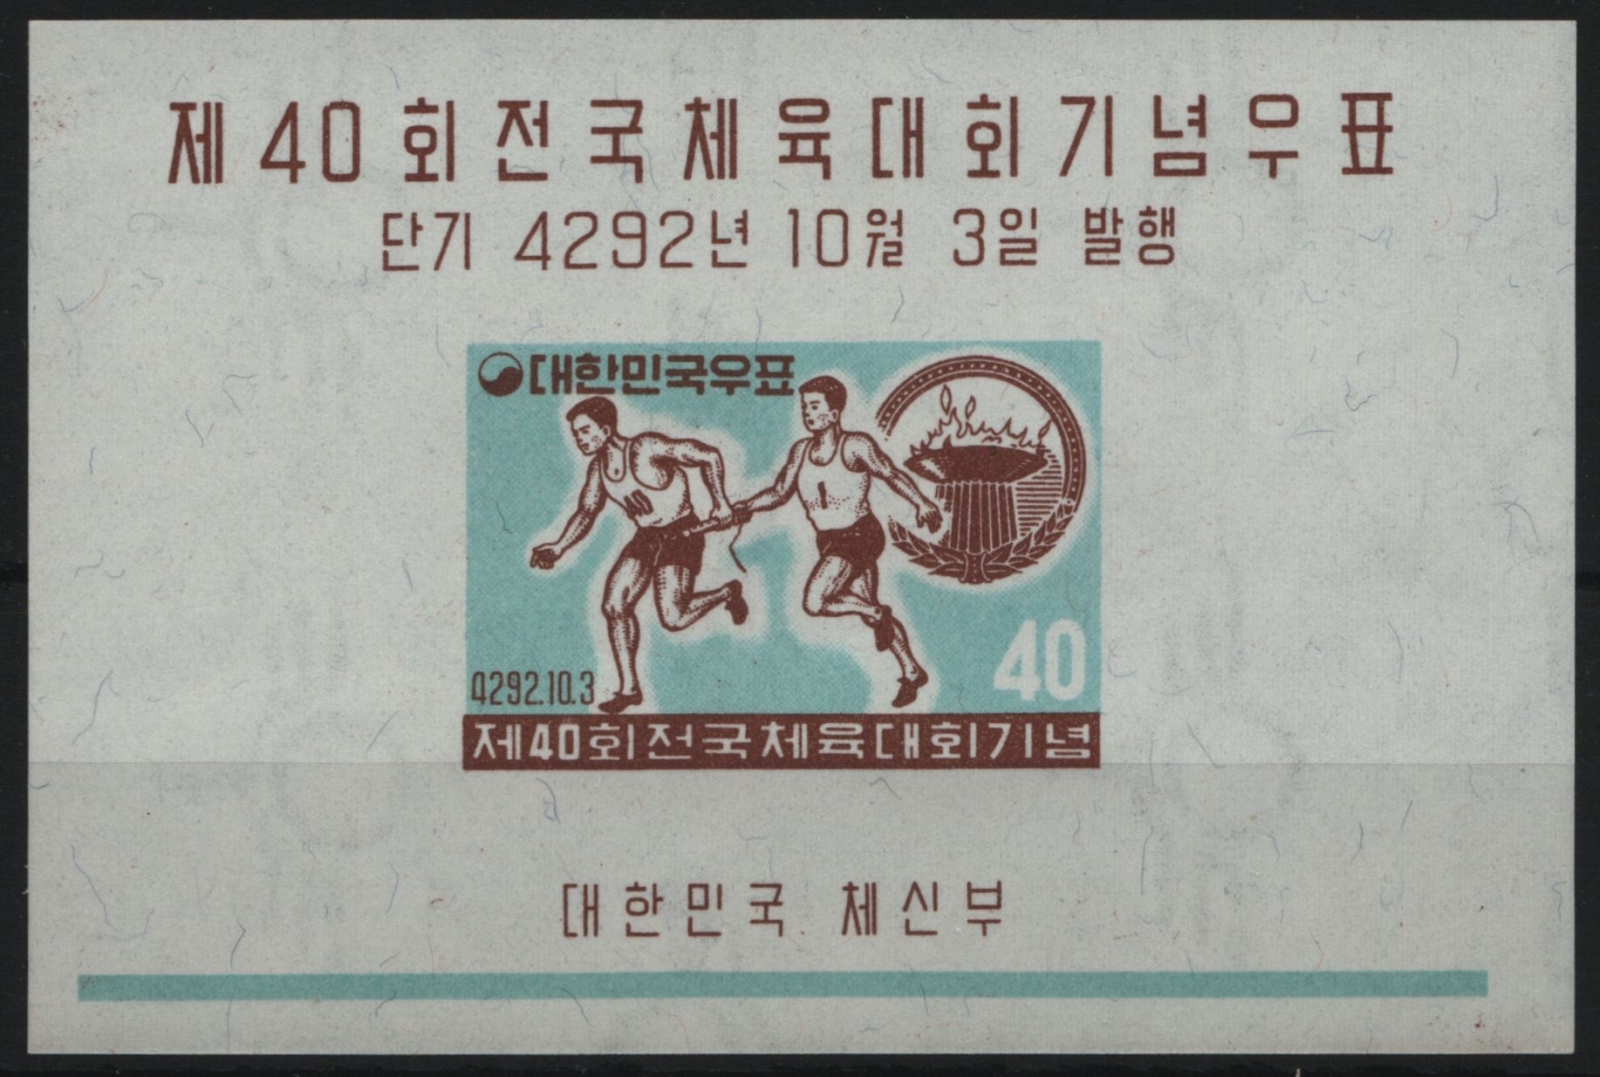 제40회전국체육대회기념우표
단기 4292년 10월 3일 발행
대한민국우표
1
4292.10.3
40
제40회전국체육대회기념
대한민국 체신부